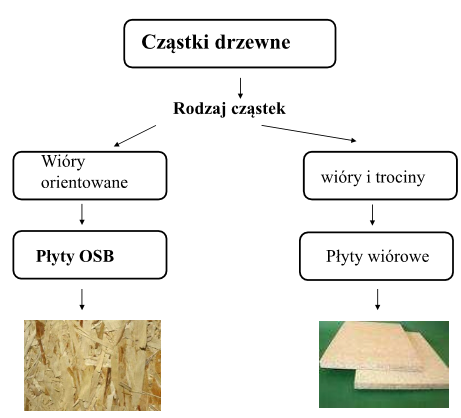 Cząstki drzewne
Rodzaj cząstek
Wióry
orientowane
wióry i trociny
Płyty OSB
Płyty wiórowe